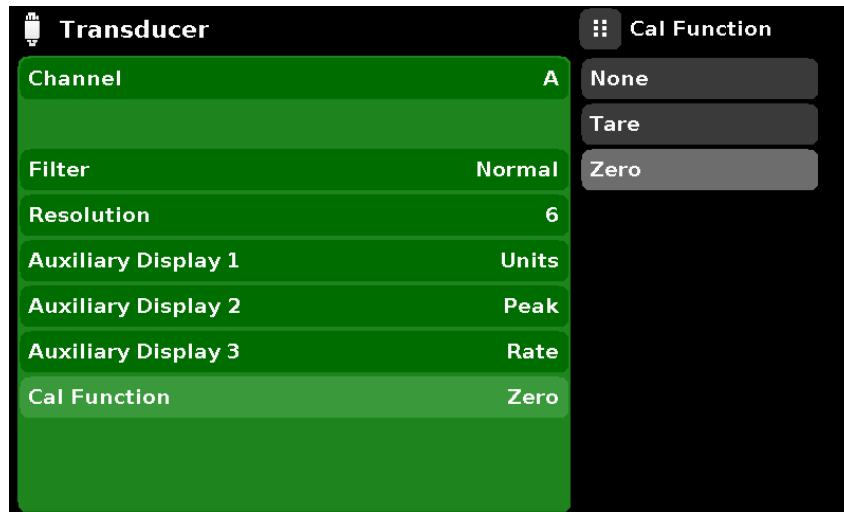 Transducer
Channel A
Filter Normal
Resolution 6
Auxiliary Display 1 Units
Auxiliary Display 2 Peak
Auxiliary Display 3 Rate
Cal Function Zero
Cal Function
None
Tare
Zero